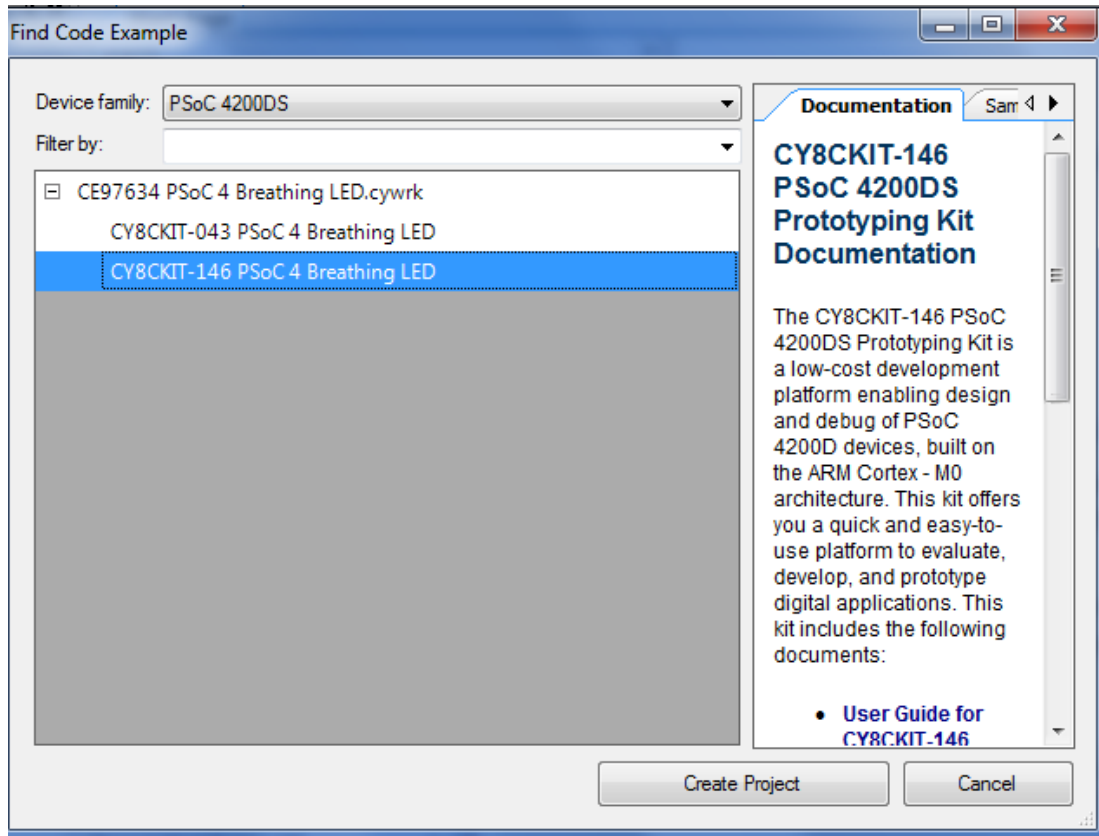 Find Code Example
Device family:
PSoC 4200DS
Filter by:
CE97634 PSoC 4 Breathing LED.cywrk
CY8CKIT-043 PSoC 4 Breathing LED
CY8CKIT-146 PSoC 4 Breathing LED
Documentation
Sam
CY8CKIT-146
PSoC 4200DS
Prototyping Kit
Documentation
The CY8CKIT-146 PSoC
4200DS Prototyping Kit is
a low-cost development
platform enabling design
and debug of PSoC
4200D devices, built on
the ARM Cortex - M0
architecture. This kit offers
you a quick and easy-to-
use platform to evaluate,
develop, and prototype
digital applications. This
kit includes the following
documents:
• User Guide for
CY8CKIT-146
Create Project
Cancel